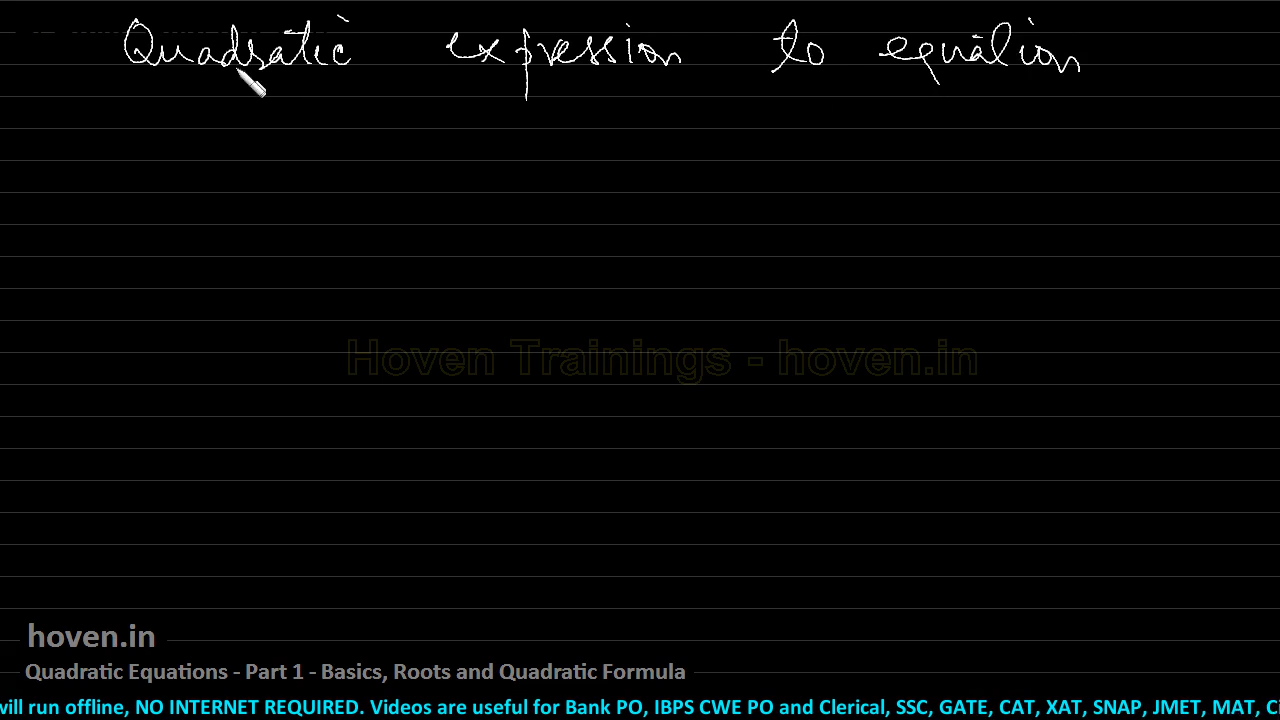 Quadratic expression to equation
Hoven Trainings - hoven.in
hoven.in
Quadratic Equations - Part 1 - Basics, Roots and Quadratic Formula
will run offline, NO INTERNET REQUIRED. Videos are useful for Bank PO, IBPS CWE PO and Clerical, SSC, GATE, CAT, XAT, SNAP, JMET, MAT, C